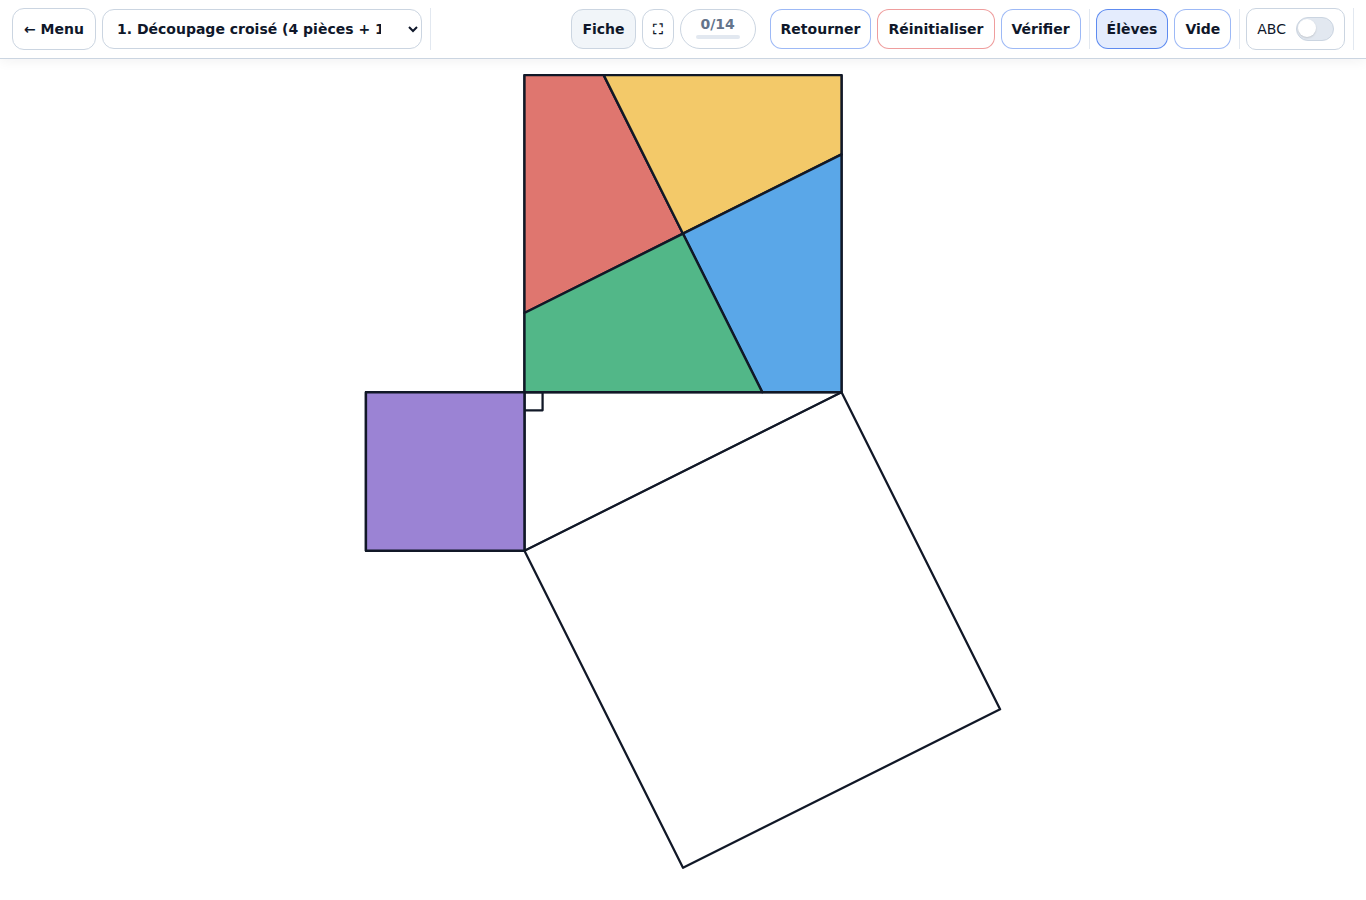 ← Menu
1. Découpage croisé (4 pièces + 1
Fiche
0/14
Retourner
Réinitialiser
Vérifier
Élèves
Vide
ABC